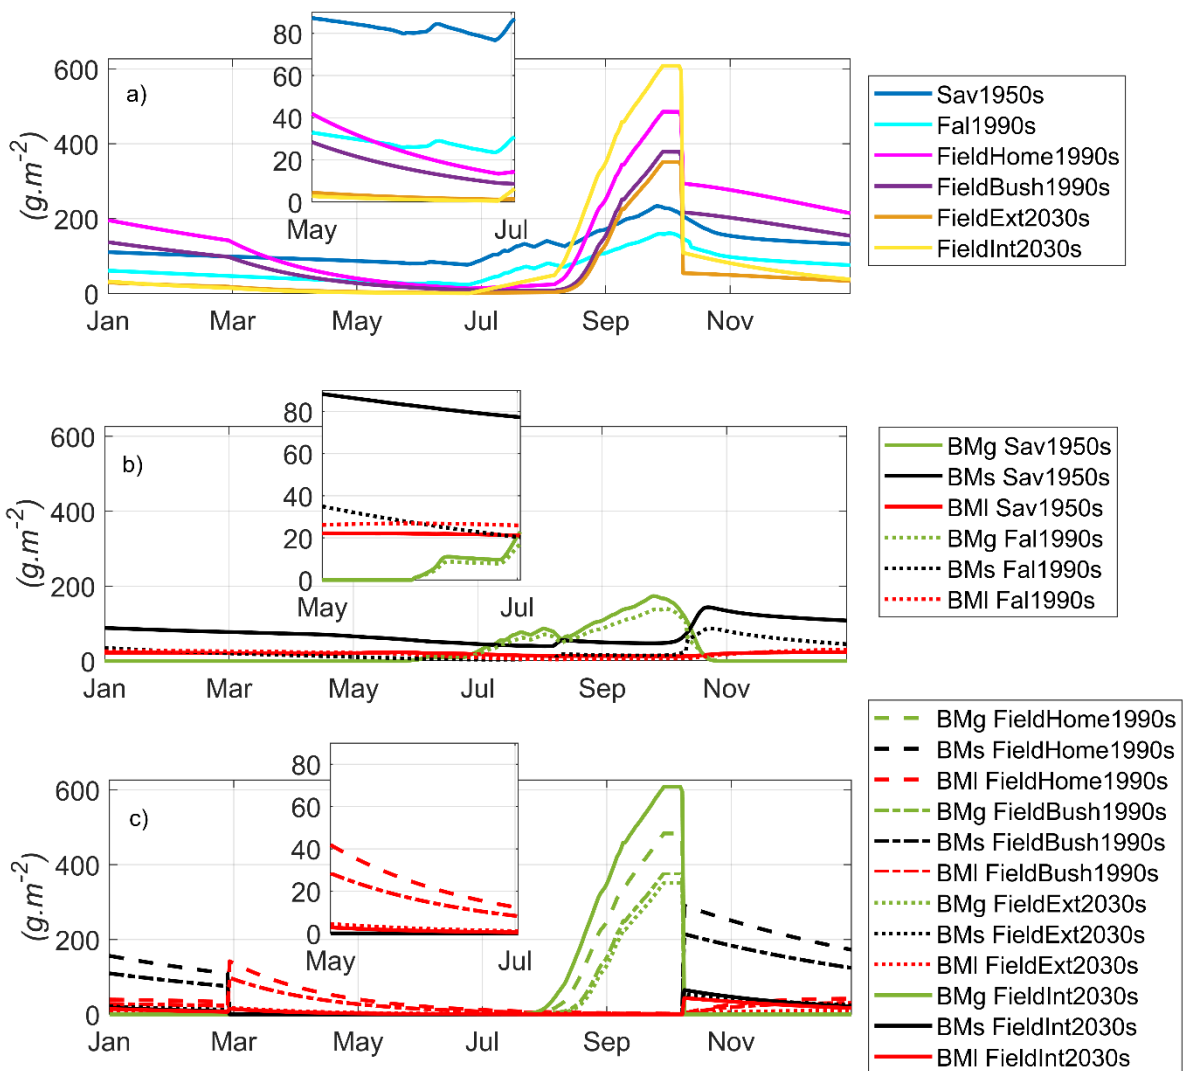 80
60
40
20
0
May
Jul
600
400
200
0
a)
(g.m⁻²)
Jan
Mar
May
Jul
Sep
Nov
Sav1950s
Fal1990s
FieldHome1990s
FieldBush1990s
FieldExt2030s
FieldInt2030s
80
60
40
20
0
May
Jul
600
400
200
0
b)
(g.m⁻²)
Jan
Mar
May
Jul
Sep
Nov
BMg Sav1950s
BMs Sav1950s
BMl Sav1950s
BMg Fal1990s
BMs Fal1990s
BMl Fal1990s
80
60
40
20
0
May
Jul
600
400
200
0
c)
(g.m⁻²)
Jan
Mar
May
Jul
Sep
Nov
BMg FieldHome1990s
BMs FieldHome1990s
BMl FieldHome1990s
BMg FieldBush1990s
BMs FieldBush1990s
BMl FieldBush1990s
BMg FieldExt2030s
BMs FieldExt2030s
BMl FieldExt2030s
BMg FieldInt2030s
BMs FieldInt2030s
BMl FieldInt2030s